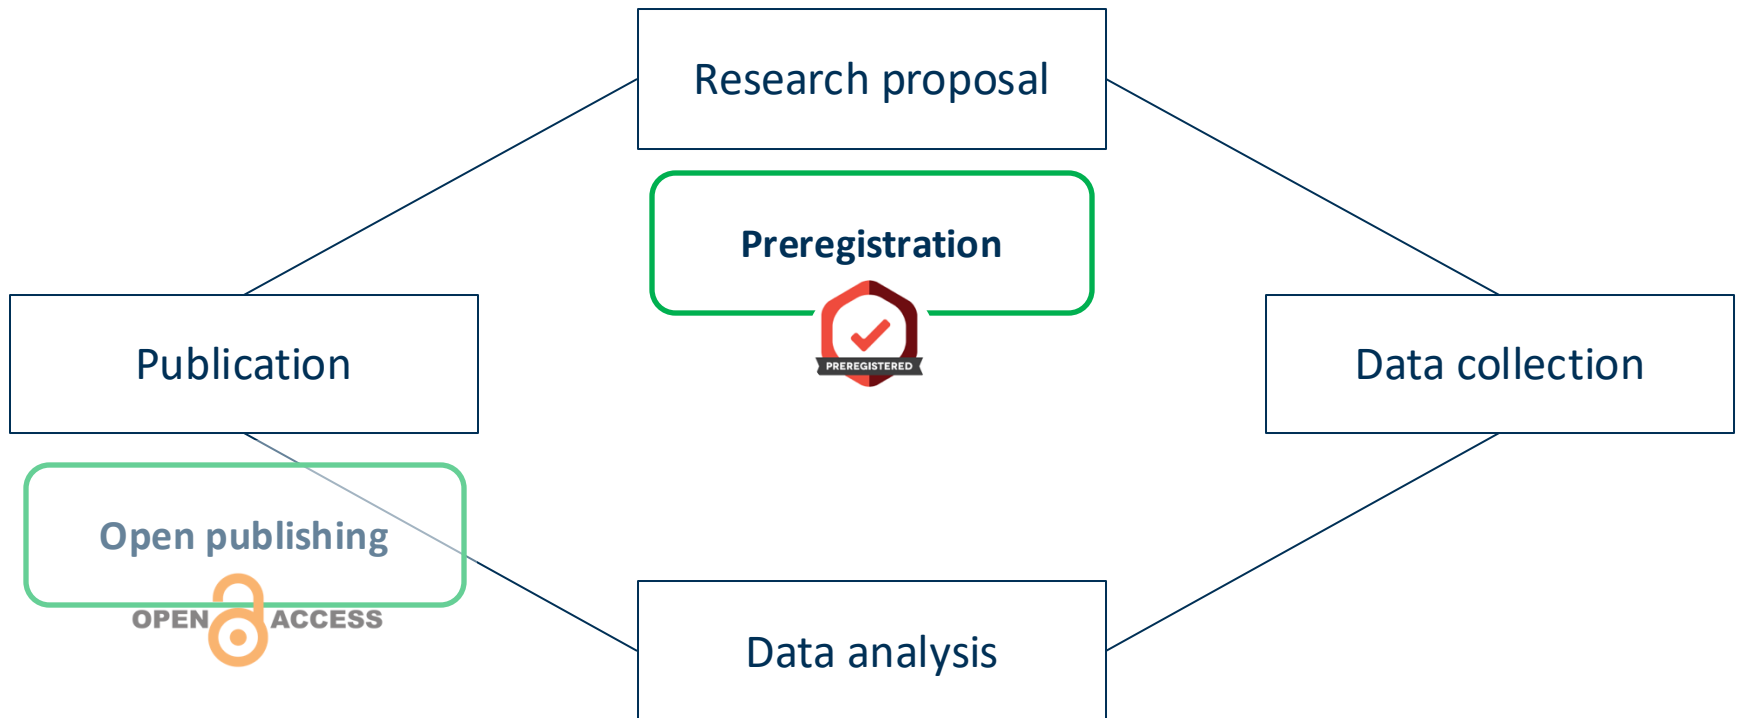 Research proposal
Preregistration
PREREGISTERED
Publication
Data collection
Open publishing
OPEN ACCESS
Data analysis